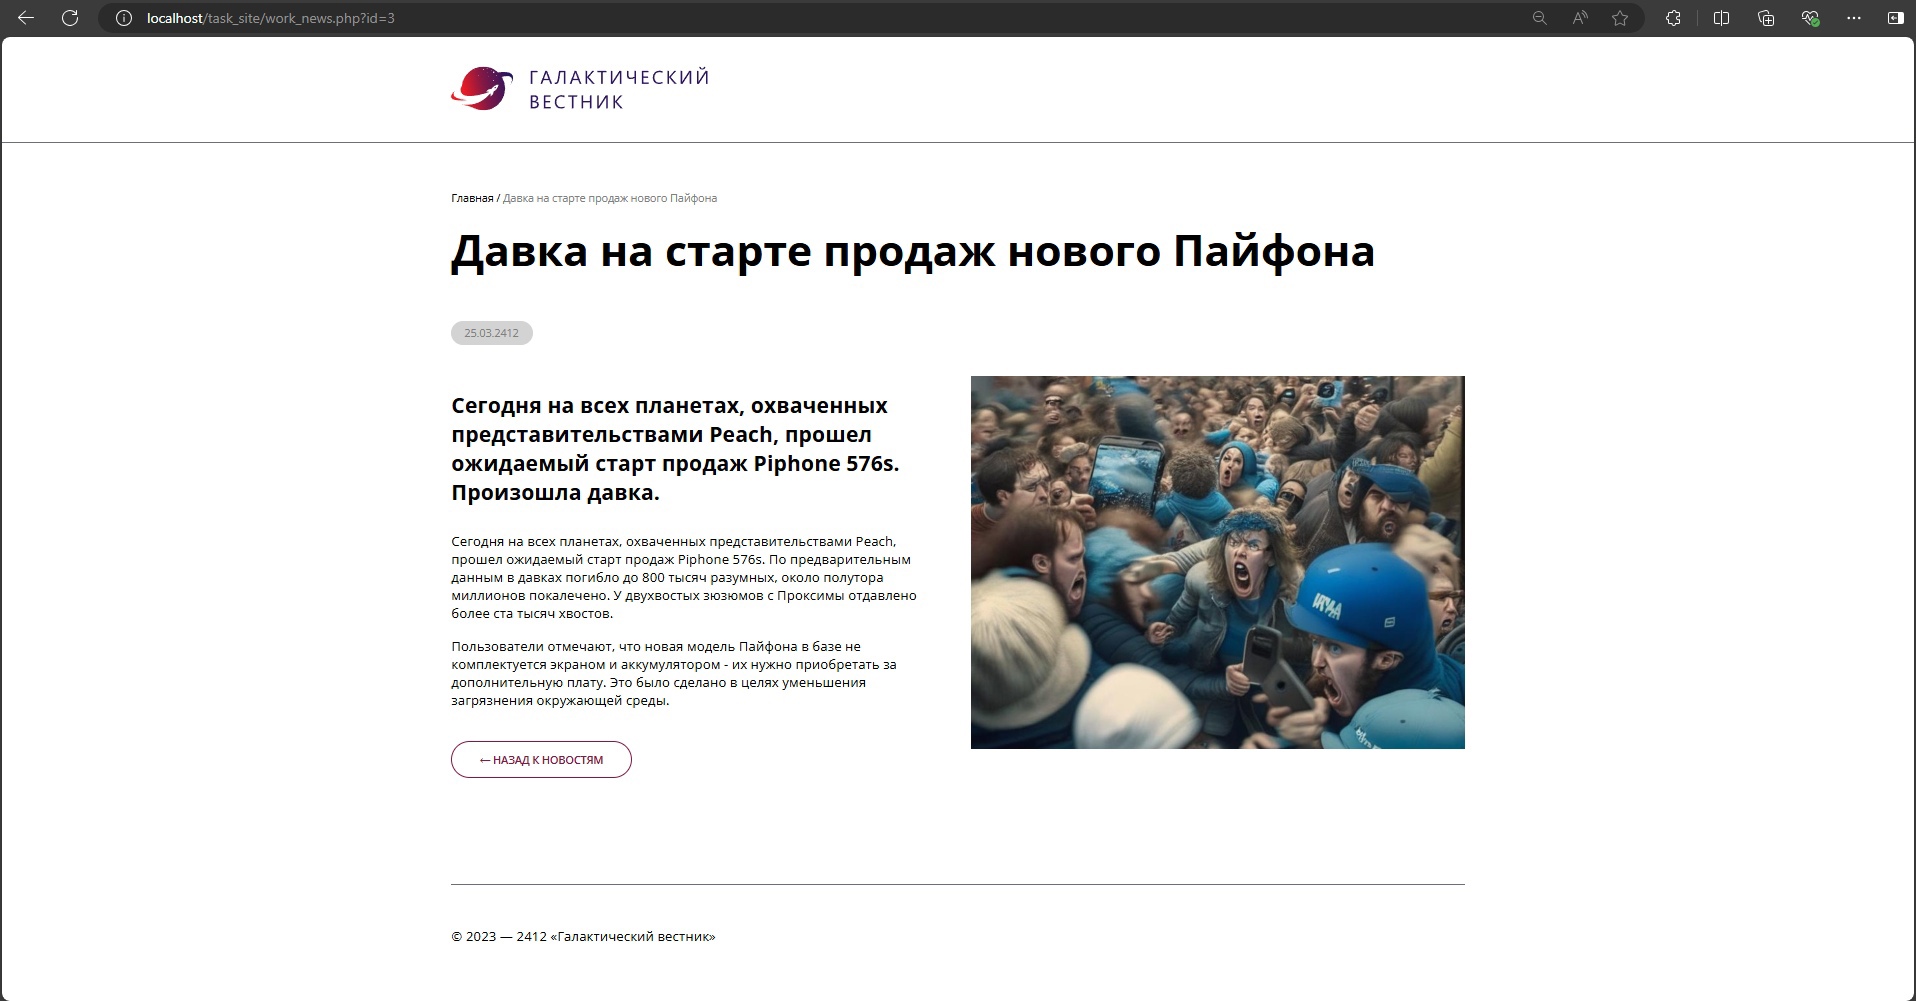 localhost/task_site/work_news.php?id=3
ГАЛАКТИЧЕСКИЙ
ВЕСТНИК
Главная / Давка на старте продаж нового Пайфона
Давка на старте продаж нового Пайфона
25.03.2412
Сегодня на всех планетах, охваченных
представительствами Peach, прошел
ожидаемый старт продаж Piphone 576s.
Произошла давка.
Сегодня на всех планетах, охваченных представительствами Peach,
прошел ожидаемый старт продаж Piphone 576s. По предварительным
данным в давках погибло до 800 тысяч разумных, около полутора
миллионов покалечено. У двухвостых зюзюмов с Проксимы отдавлено
более ста тысяч хвостов.
Пользователи отмечают, что новая модель Пайфона в базе не
комплектуется экраном и аккумулятором - их нужно приобретать за
дополнительную плату. Это было сделано в целях уменьшения
загрязнения окружающей среды.
← НАЗАД К НОВОСТЯМ
© 2023 — 2412 «Галактический вестник»